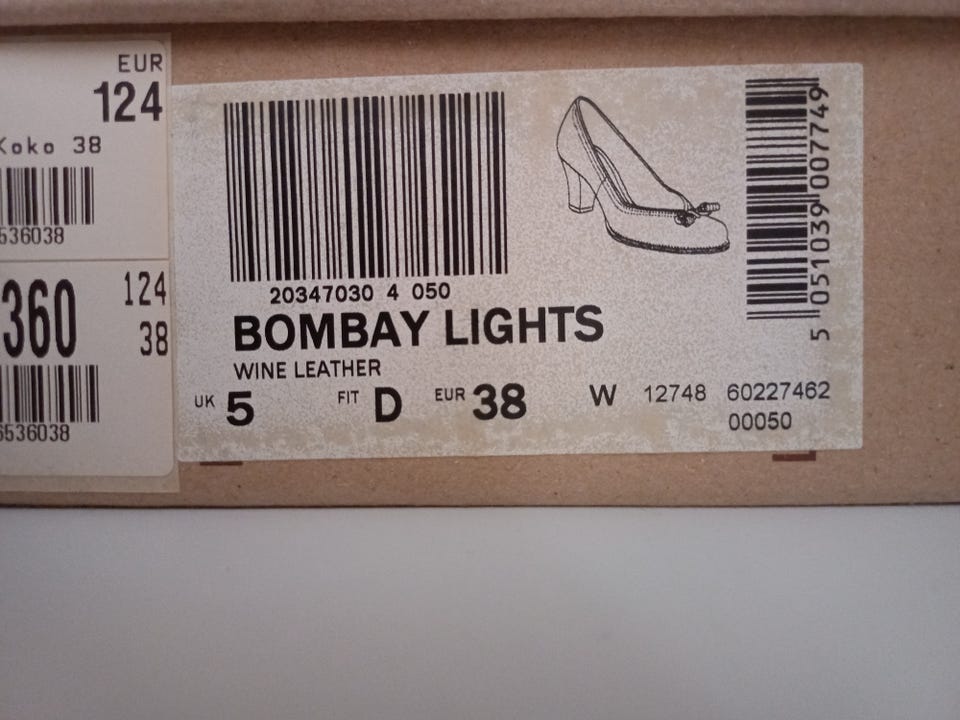 EUR
124
Koko 38
536038
360 124
38
6536038
20347030 4 050
BOMBAY LIGHTS
WINE LEATHER
UK 5 FIT D EUR 38 W 12748 60227462
00050
5 051039 007749